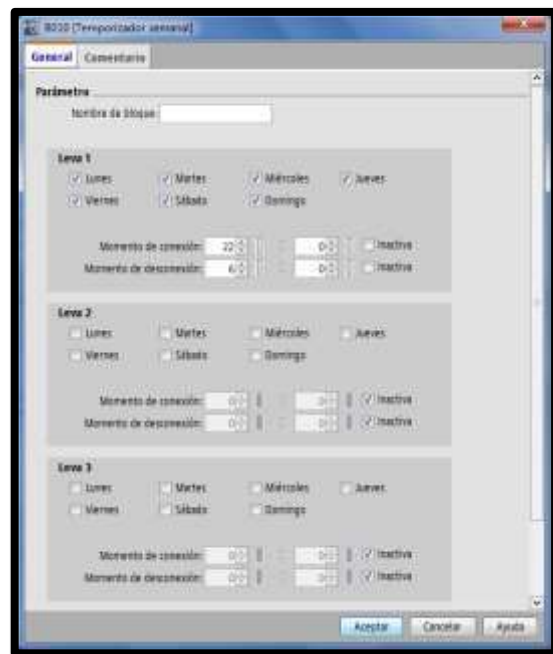 B020 [Temporizador semanal]
General Comentario
Parámetro
Nombre de bloque:
Leva 1
Lunes Martes Miércoles Jueves
Viernes Sábado Domingo
Momento de conexión: 22 : 0 Inactiva
Momento de desconexión: 6 : 0 Inactiva
Leva 2
Lunes Martes Miércoles Jueves
Viernes Sábado Domingo
Momento de conexión: 0 : 0 Inactiva
Momento de desconexión: 0 : 0 Inactiva
Leva 3
Lunes Martes Miércoles Jueves
Viernes Sábado Domingo
Momento de conexión: 0 : 0 Inactiva
Momento de desconexión: 0 : 0 Inactiva
Aceptar Cancelar Ayuda